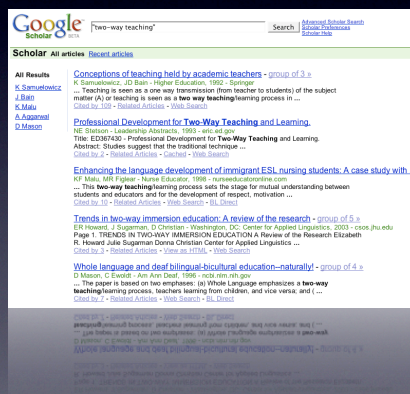 Google
Scholar BETA
"two-way teaching"
Search
Advanced Scholar Search
Scholar Preferences
Scholar Help
Scholar All articles Recent articles
All Results
K Samuelowicz
J Bain
K Malu
A Aggarwal
D Mason
Conceptions of teaching held by academic teachers - group of 3 »
K Samuelowicz, JD Bain - Higher Education, 1992 - Springer
... Teaching is seen as a one way transmission (from teacher to students) of the subject
matter (A) or teaching is seen as a two way teaching/learning process in ...
Cited by 109 - Related Articles - Web Search
Professional Development for Two-Way Teaching and Learning.
NE Stetson - Leadership Abstracts, 1993 - eric.ed.gov
Title: ED367430 - Professional Development for Two-Way Teaching and Learning.
Abstract: Studies suggest that the traditional technique ...
Cited by 2 - Related Articles - Cached - Web Search
Enhancing the language development of immigrant ESL nursing students: A case study with
KF Malu, MR Figlear - Nurse Educator, 1998 - nurseeducatoronline.com
... This two-way teaching/learning process sets the stage for mutual understanding between
students and educators and for the development of respect, motivation ...
Cited by 10 - Related Articles - Web Search - BL Direct
Trends in two-way immersion education: A review of the research - group of 5 »
ER Howard, J Sugarman, D Christian - Washington, DC: Center for Applied Linguistics, 2003 - csos.jhu.edu
Page 1. TRENDS IN TWO-WAY IMMERSION EDUCATION A Review of the Research Elizabeth
R. Howard Julie Sugarman Donna Christian Center for Applied Linguistics ...
Cited by 3 - Related Articles - View as HTML - Web Search
Whole language and deaf bilingual-bicultural education--naturally! - group of 4 »
D Mason, C Ewoldt - Am Ann Deaf, 1996 - ncbi.nlm.nih.gov
... The paper is based on two emphases: (a) Whole Language emphasizes a two-way
teaching/learning process, teachers learning from children, and vice versa; and ( ...
Cited by 7 - Related Articles - Web Search - BL Direct